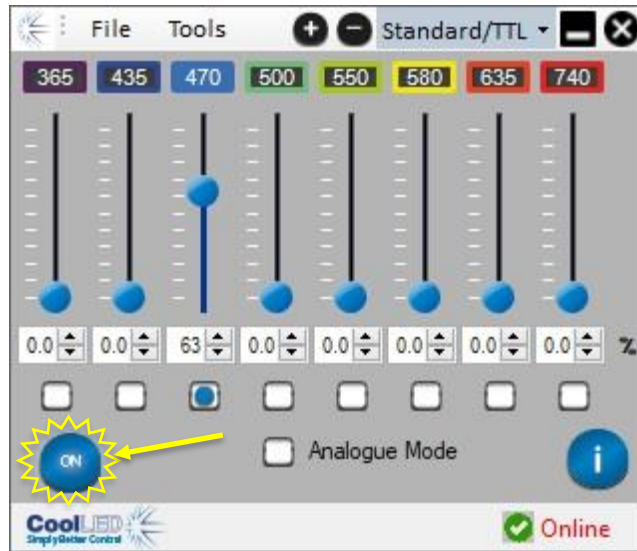 File Tools Standard/TTL
365 435 470 500 550 580 635 740
0.0 0.0 63 0.0 0.0 0.0 0.0 0.0 %
ON Analogue Mode i
CoolLED Online
Simply Better Control